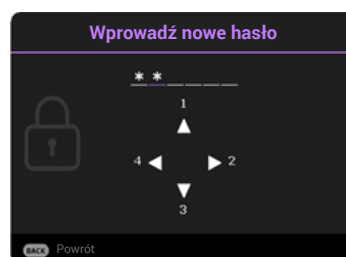 Wprowadź nowe hasło
* * _ _ _ _
1
4 2
3
BACK Powrót